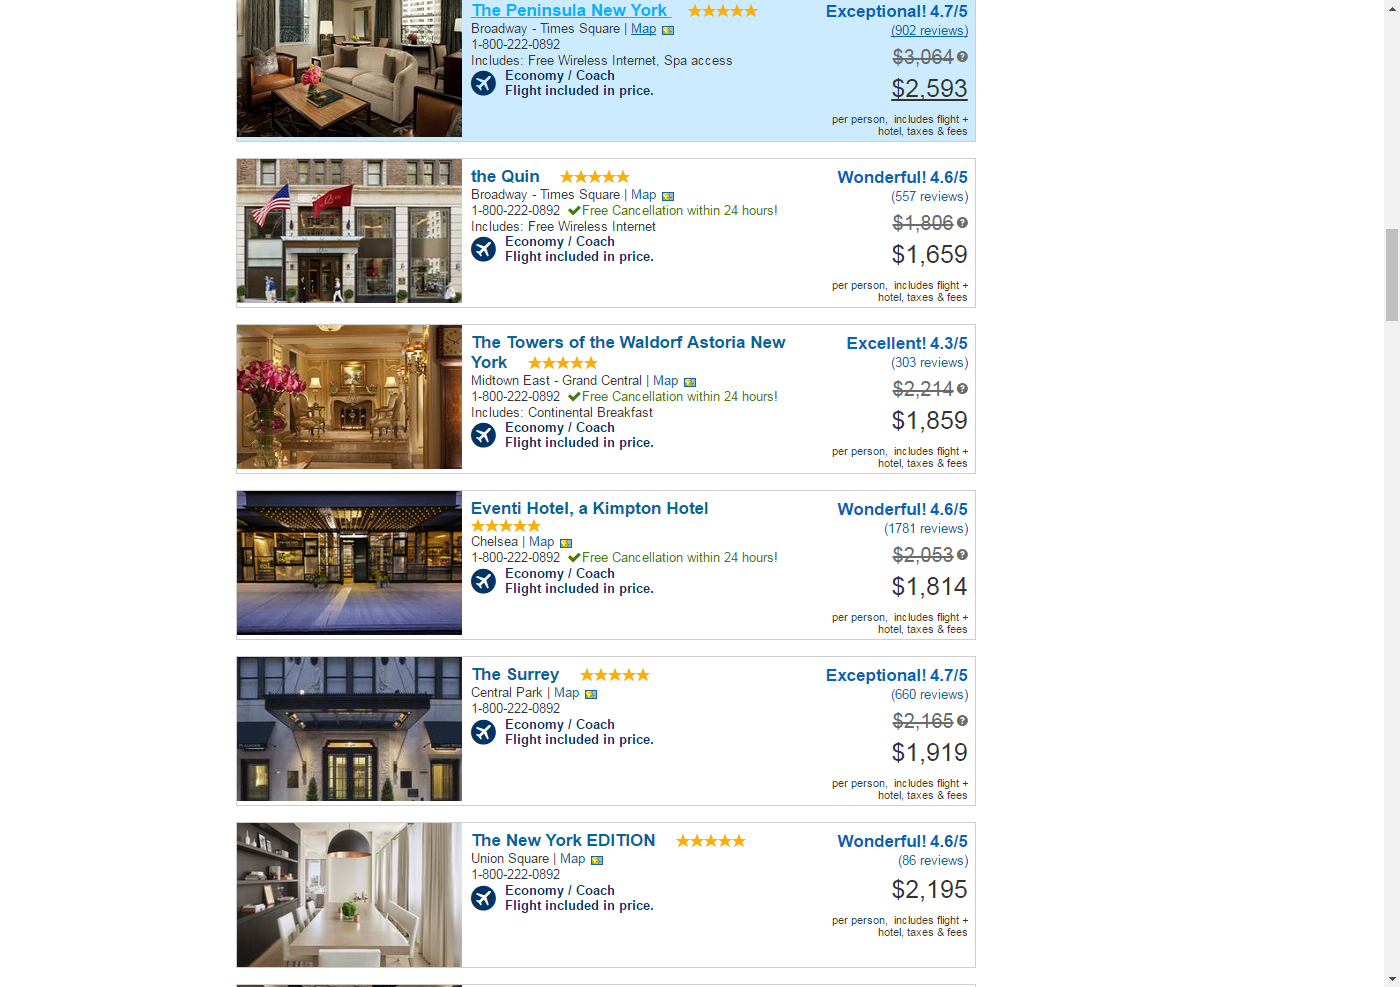 The Peninsula New York
Exceptional! 4.7/5
Broadway - Times Square | Map
(902 reviews)
1-800-222-0892
Includes: Free Wireless Internet, Spa access
$3,064
Economy / Coach
Flight included in price.
$2,593
per person, includes flight +
hotel, taxes & fees
the Quin
Wonderful! 4.6/5
Broadway - Times Square | Map
(557 reviews)
1-800-222-0892 Free Cancellation within 24 hours!
Includes: Free Wireless Internet
$1,806
Economy / Coach
Flight included in price.
$1,659
per person, includes flight +
hotel, taxes & fees
The Towers of the Waldorf Astoria New
York
Excellent! 4.3/5
(303 reviews)
Midtown East - Grand Central | Map
1-800-222-0892 Free Cancellation within 24 hours!
Includes: Continental Breakfast
$2,214
Economy / Coach
Flight included in price.
$1,859
per person, includes flight +
hotel, taxes & fees
Eventi Hotel, a Kimpton Hotel
Wonderful! 4.6/5
(1781 reviews)
Chelsea | Map
1-800-222-0892 Free Cancellation within 24 hours!
$2,053
Economy / Coach
Flight included in price.
$1,814
per person, includes flight +
hotel, taxes & fees
The Surrey
Exceptional! 4.7/5
Central Park | Map
(660 reviews)
1-800-222-0892
$2,165
Economy / Coach
Flight included in price.
$1,919
per person, includes flight +
hotel, taxes & fees
The New York EDITION
Wonderful! 4.6/5
Union Square | Map
(86 reviews)
1-800-222-0892
$2,195
Economy / Coach
Flight included in price.
per person, includes flight +
hotel, taxes & fees